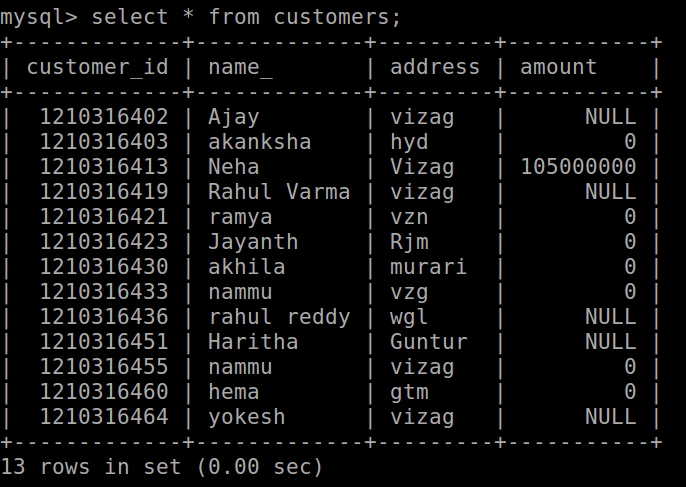 mysql> select * from customers;
+-------------+-------------+---------+-----------+
| customer_id | name_       | address | amount    |
+-------------+-------------+---------+-----------+
|  1210316402 | Ajay        | vizag   |      NULL |
|  1210316403 | akanksha    | hyd     |         0 |
|  1210316413 | Neha        | Vizag   | 105000000 |
|  1210316419 | Rahul Varma | vizag   |      NULL |
|  1210316421 | ramya       | vzn     |         0 |
|  1210316423 | Jayanth     | Rjm     |         0 |
|  1210316430 | akhila      | murari  |         0 |
|  1210316433 | nammu       | vzg     |         0 |
|  1210316436 | rahul reddy | wgl     |      NULL |
|  1210316451 | Haritha     | Guntur  |      NULL |
|  1210316455 | nammu       | vizag   |         0 |
|  1210316460 | hema        | gtm     |         0 |
|  1210316464 | yokesh      | vizag   |      NULL |
+-------------+-------------+---------+-----------+
13 rows in set (0.00 sec)